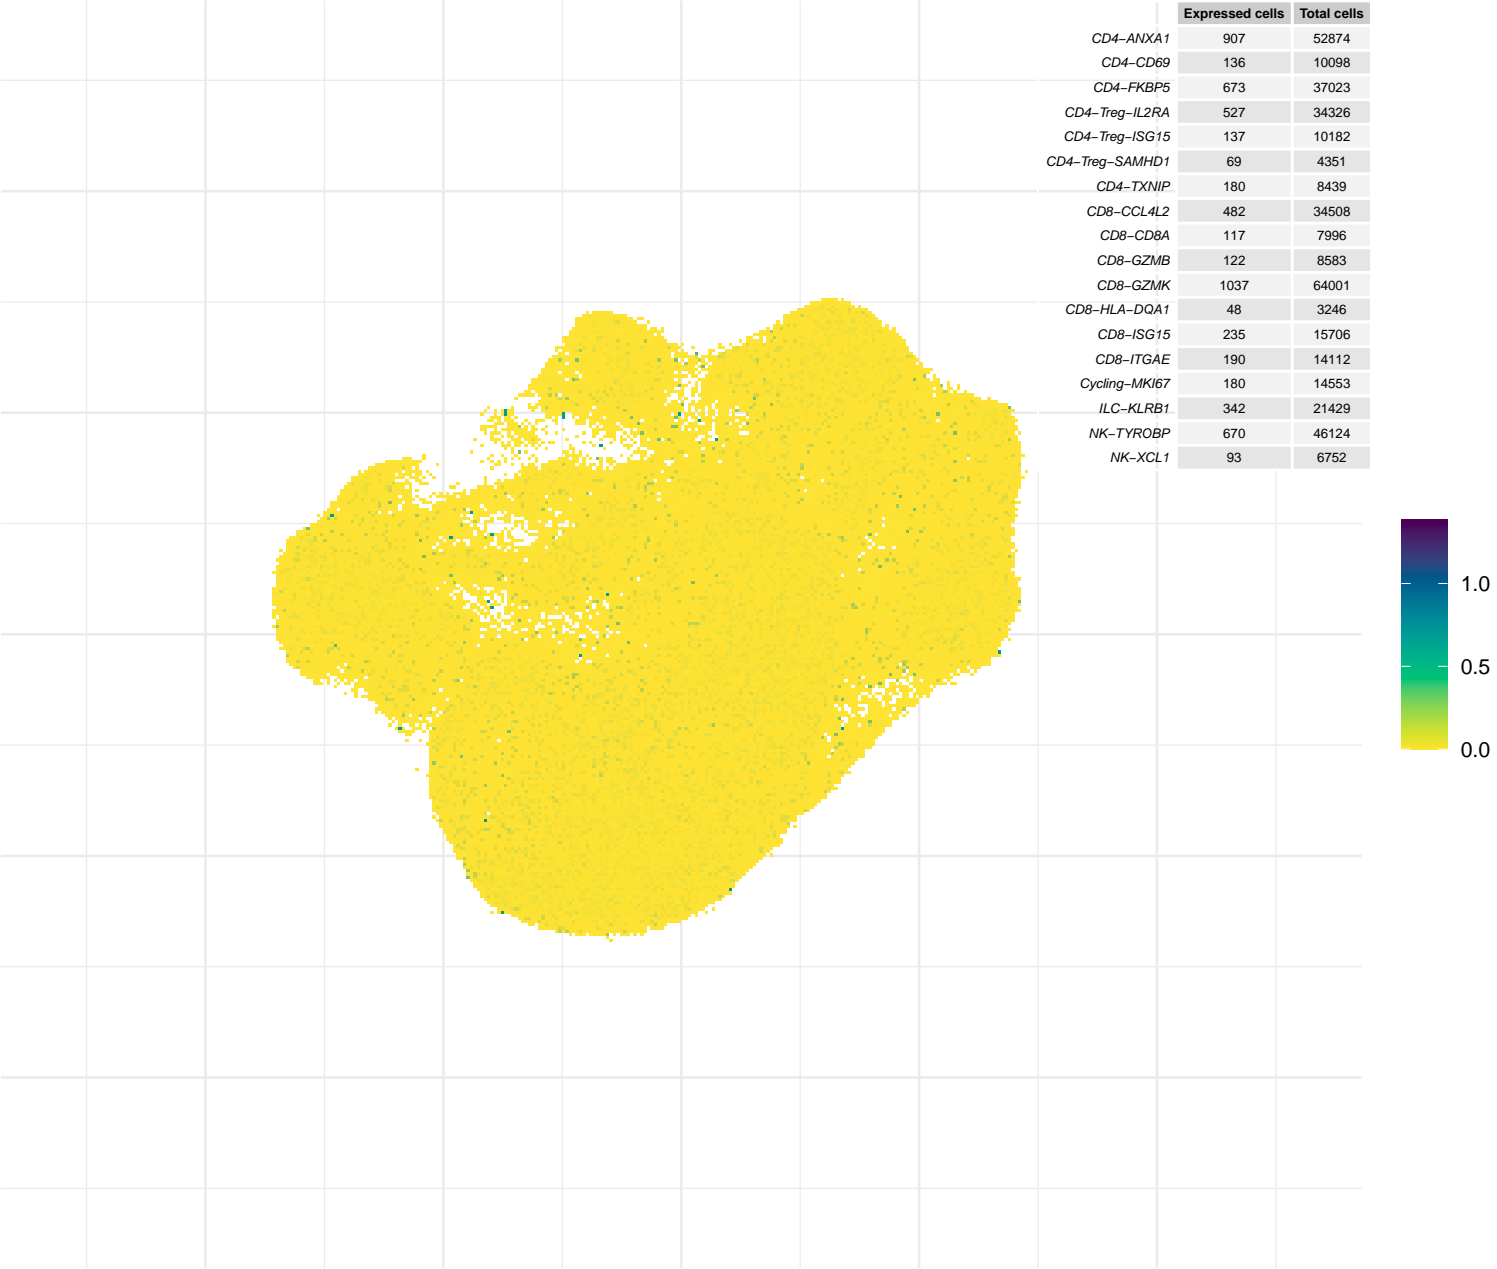 Expressed cells Total cells
CD4−ANXA1 907 52874
CD4−CD69 136 10098
CD4−FKBP5 673 37023
CD4−Treg−IL2RA 527 34326
CD4−Treg−ISG15 137 10182
CD4−Treg−SAMHD1 69 4351
CD4−TXNIP 180 8439
CD8−CCL4L2 482 34508
CD8−CD8A 117 7996
CD8−GZMB 122 8583
CD8−GZMK 1037 64001
CD8−HLA−DQA1 48 3246
CD8−ISG15 235 15706
CD8−ITGAE 190 14112
Cycling−MKI67 180 14553
ILC−KLRB1 342 21429
NK−TYROBP 670 46124
NK−XCL1 93 6752
1.0
0.5
0.0